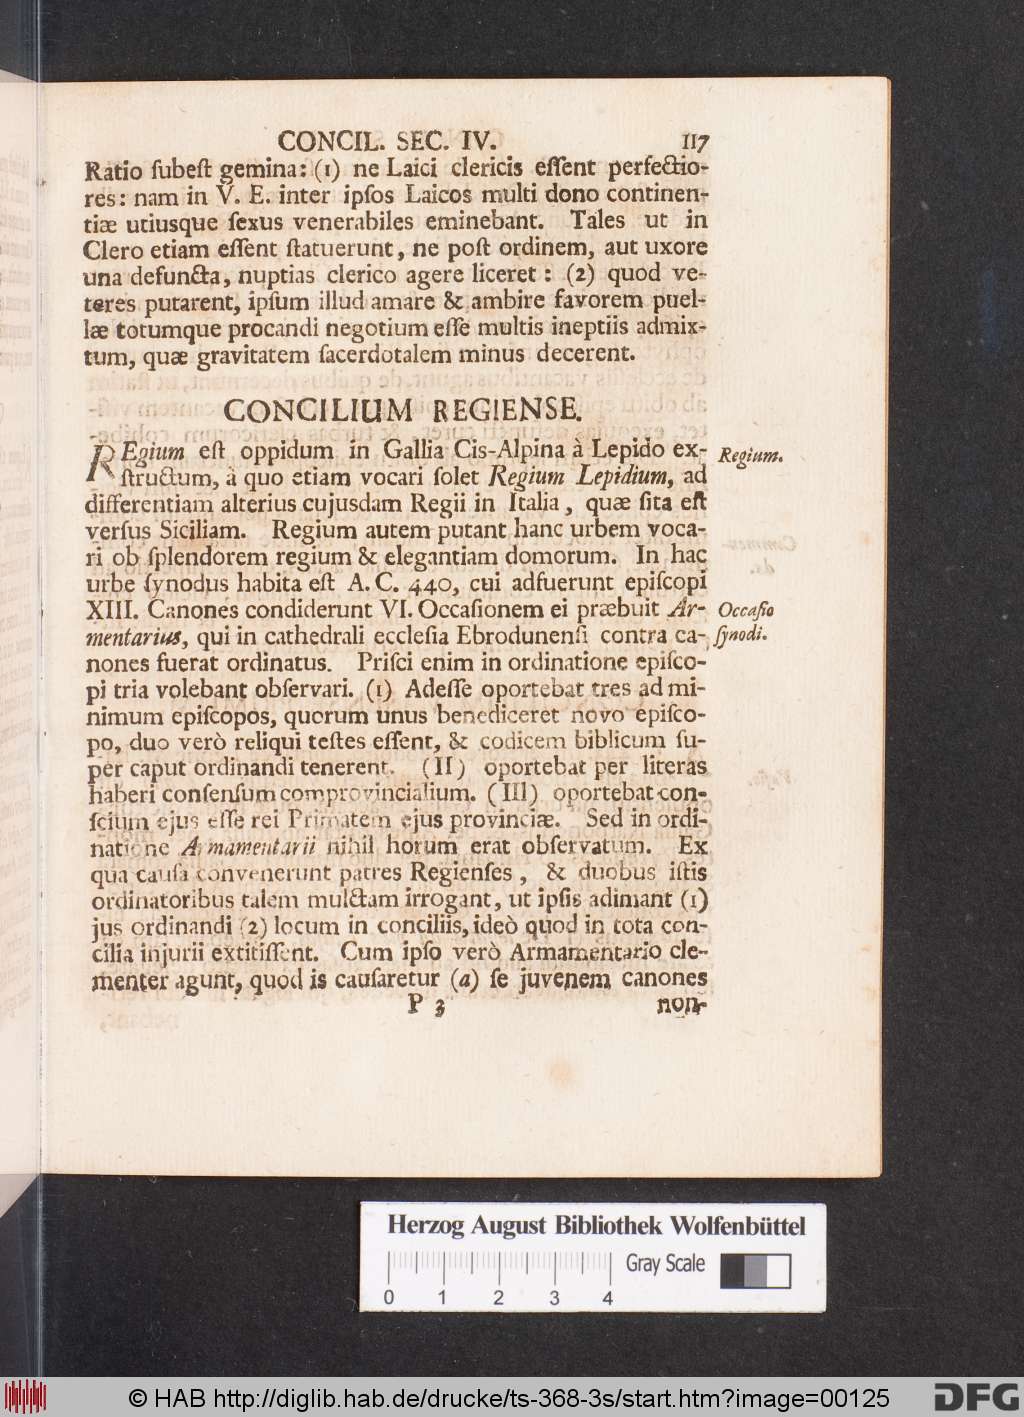 CONCIL. SEC. IV. 117
Ratio ſubeſt gemina: (1) ne Laici clericis eſſent perfectio-
res: nam in V. E. inter ipſos Laicos multi dono continen-
tiæ utiusque ſexus venerabiles eminebant. Tales ut in
Clero etiam eſſent ſtatuerunt, ne poſt ordinem, aut uxore
una defuncta, nuptias clerico agere liceret: (2) quod ve-
teres putarent, ipſum illud amare & ambire favorem puel-
læ totumque procandi negotium eſſe multis ineptiis admix-
tum, quæ gravitatem ſacerdotalem minus decerent.
CONCILIUM REGIENSE.
REgium eſt oppidum in Gallia Cis-Alpina à Lepido ex- Regium.
ſtructum, à quo etiam vocari ſolet Regium Lepidium, ad
differentiam alterius cujusdam Regii in Italia, quæ ſita eſt
verſus Siciliam. Regium autem putant hanc urbem voca-
ri ob ſplendorem regium & elegantiam domorum. In hac
urbe ſynodus habita eſt A. C. 440, cui adfuerunt epiſcopi
XIII. Canones condiderunt VI. Occaſionem ei præbuit Ar- Occaſio
mentarius, qui in cathedrali eccleſia Ebrodunenſi contra ca- ſynodi.
nones fuerat ordinatus. Priſci enim in ordinatione epiſco-
pi tria volebant obſervari. (1) Adeſſe oportebat tres ad mi-
nimum epiſcopos, quorum unus benediceret novo epiſco-
po, duo verò reliqui teſtes eſſent, & codicem biblicum ſu-
per caput ordinandi tenerent. (II) oportebat per literas
haberi conſenſum comprovincialium. (III) oportebat con-
ſcium ejus eſſe rei Primatem ejus provinciæ. Sed in ordi-
natione Armamentarii nihil horum erat obſervatum. Ex
qua cauſa convenerunt patres Regienſes, & duobus iſtis
ordinatoribus talem mulctam irrogant, ut ipſis adimant (1)
jus ordinandi (2) locum in conciliis, ideò quod in tota con-
cilia injurii extitiſſent. Cum ipſo verò Armamentario cle-
menter agunt, quod is cauſaretur (a) ſe juvenem canones
P 3 non-
Herzog August Bibliothek Wolfenbüttel
Gray Scale
0 1 2 3 4
© HAB http://diglib.hab.de/drucke/ts-368-3s/start.htm?image=00125 DFG